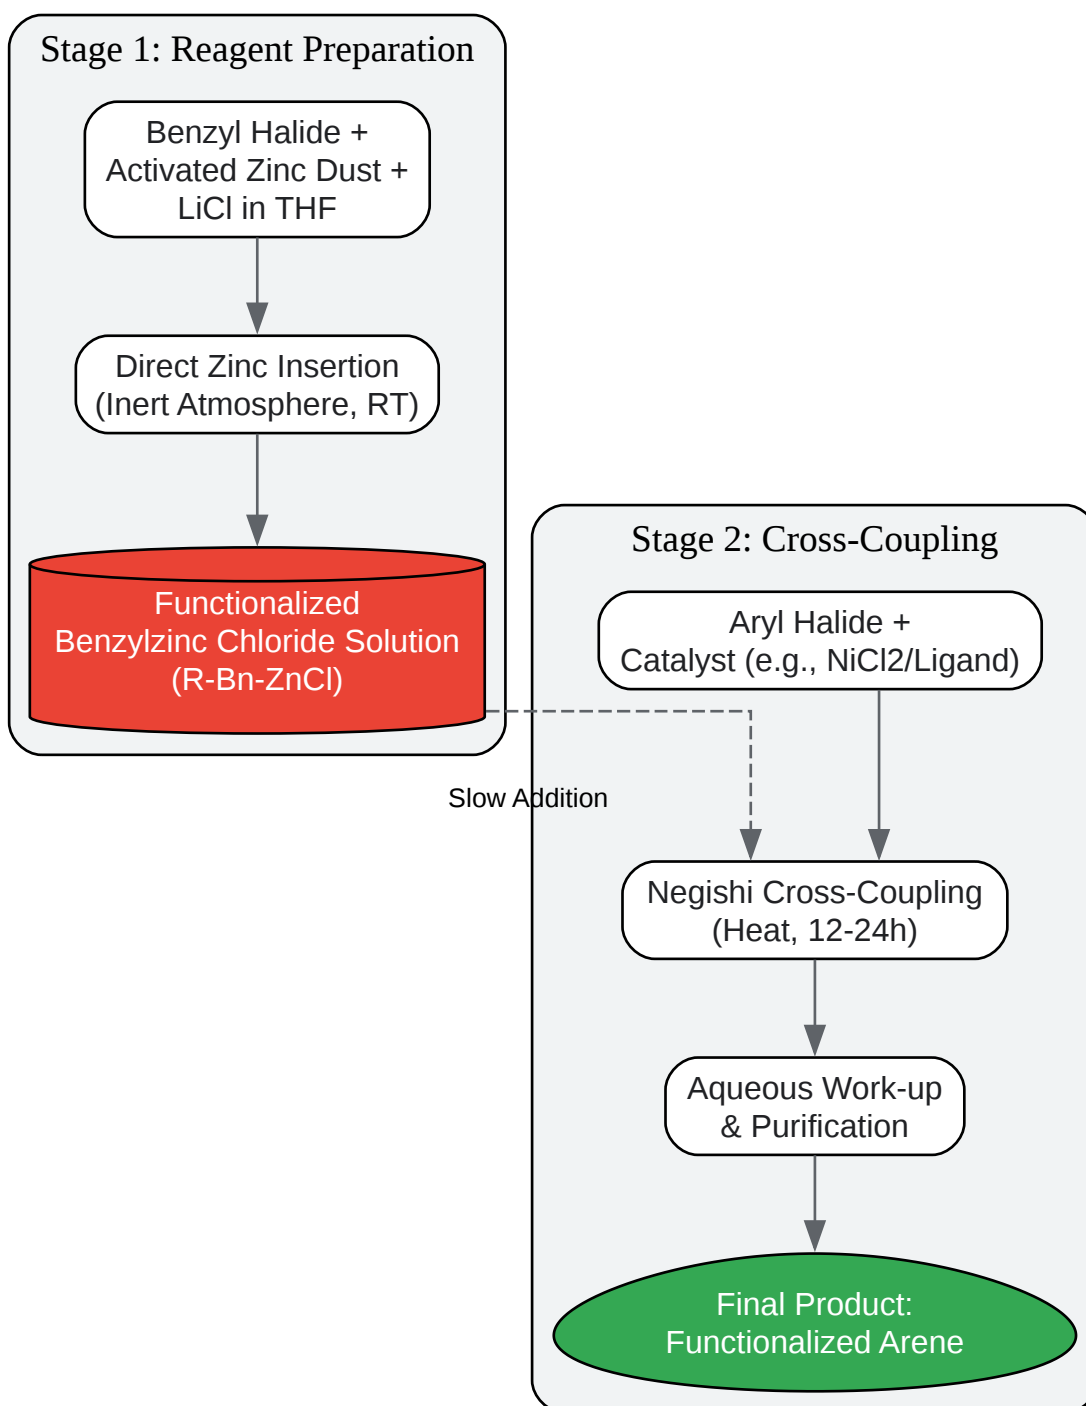 Stage 1: Reagent Preparation
Benzyl Halide +
Activated Zinc Dust +
LiCl in THF
Direct Zinc Insertion
(Inert Atmosphere, RT)
Functionalized
Benzylzinc Chloride Solution
(R-Bn-ZnCl)
Slow Addition
Stage 2: Cross-Coupling
Aryl Halide +
Catalyst (e.g., NiCl2/Ligand)
Negishi Cross-Coupling
(Heat, 12-24h)
Aqueous Work-up
& Purification
Final Product:
Functionalized Arene